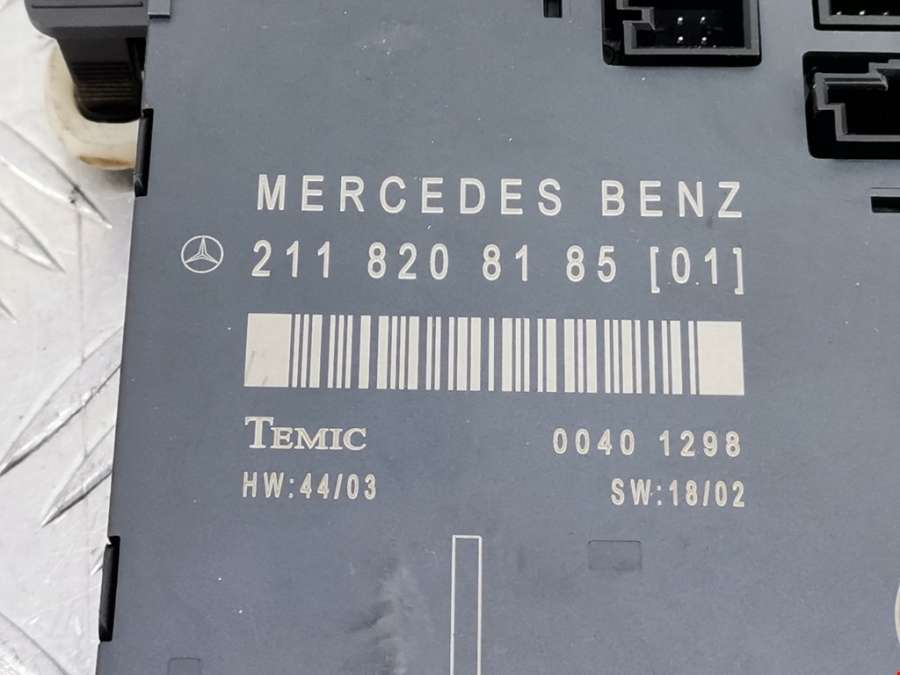 MERCEDES BENZ
211 820 81 85 [01]
TEMIC 0040 1298
HW:44/03 SW:18/02